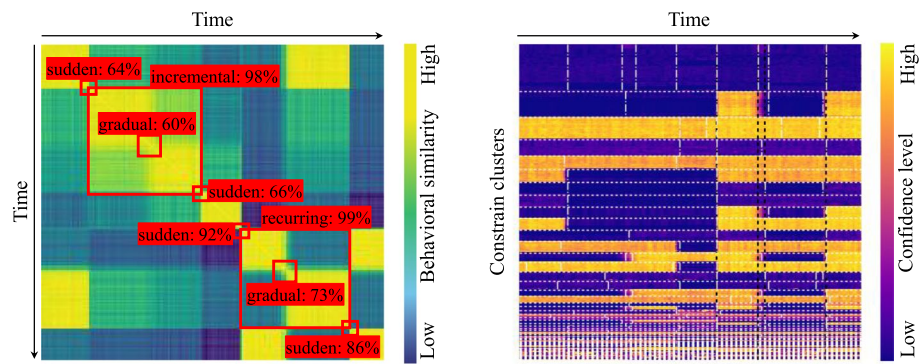 Time
Time
sudden: 64%
incremental: 98%
gradual: 60%
sudden: 66%
recurring: 99%
sudden: 92%
gradual: 73%
sudden: 86%
High
Behavioral similarity
Low
Time
Constrain clusters
High
Confidence level
Low